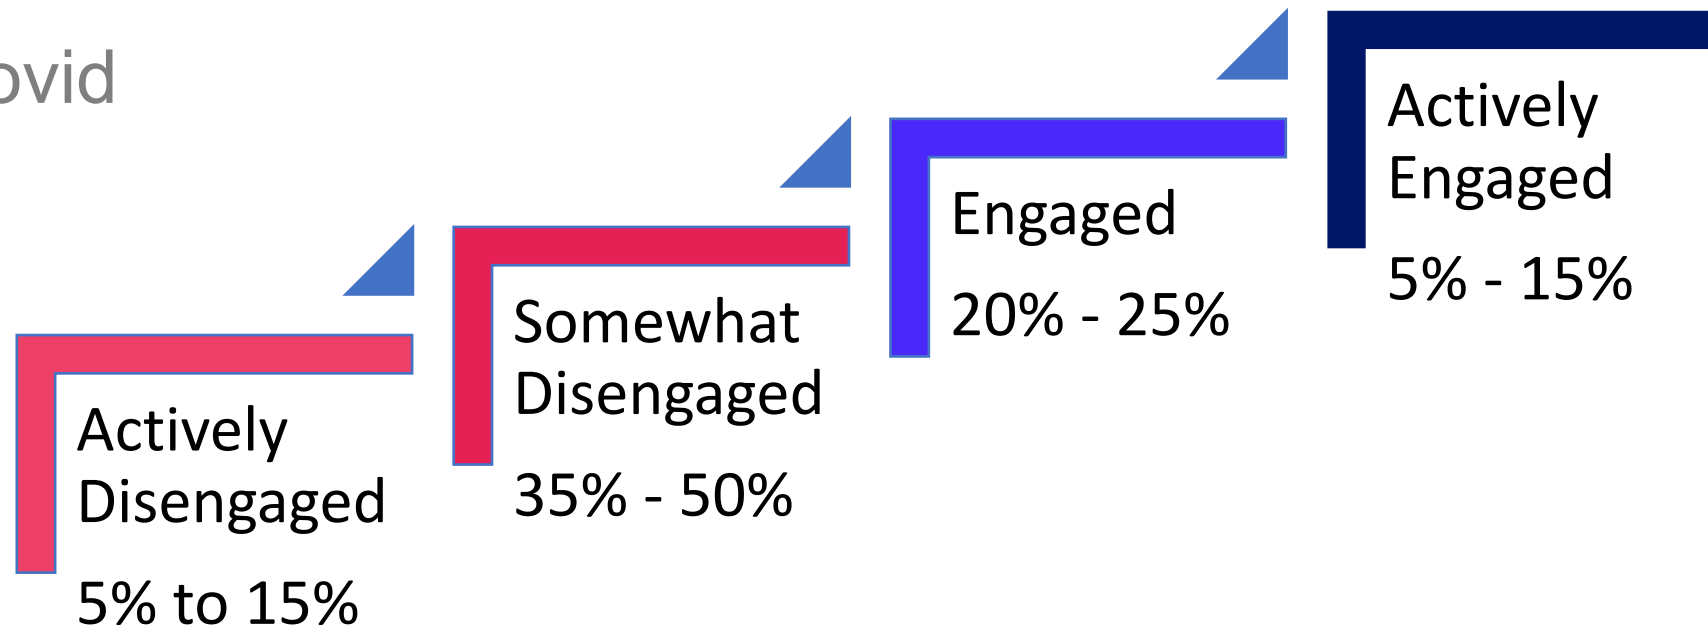 ovid
Actively
Disengaged
5% to 15%
Somewhat
Disengaged
35% - 50%
Engaged
20% - 25%
Actively
Engaged
5% - 15%